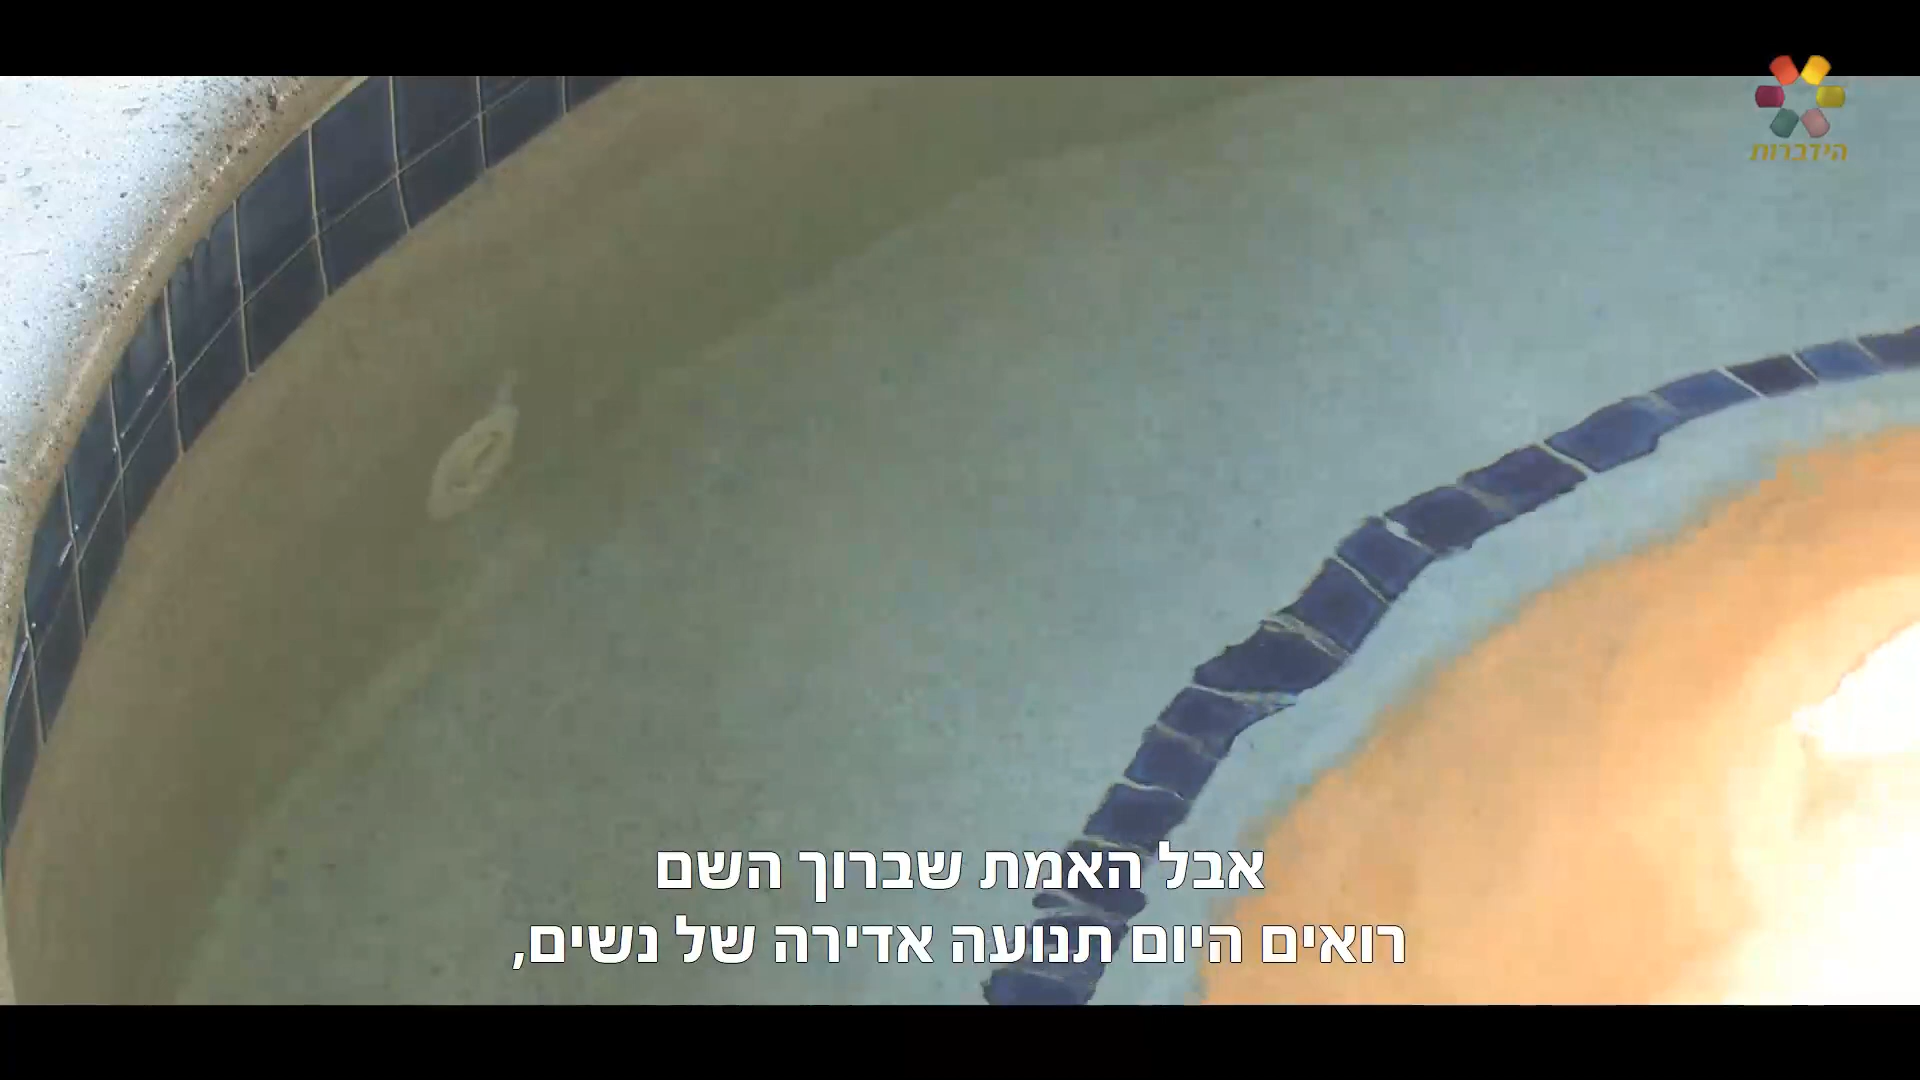 הידברות
אבל האמת שברוך השם
רואים היום תנועה אדירה של נשים,